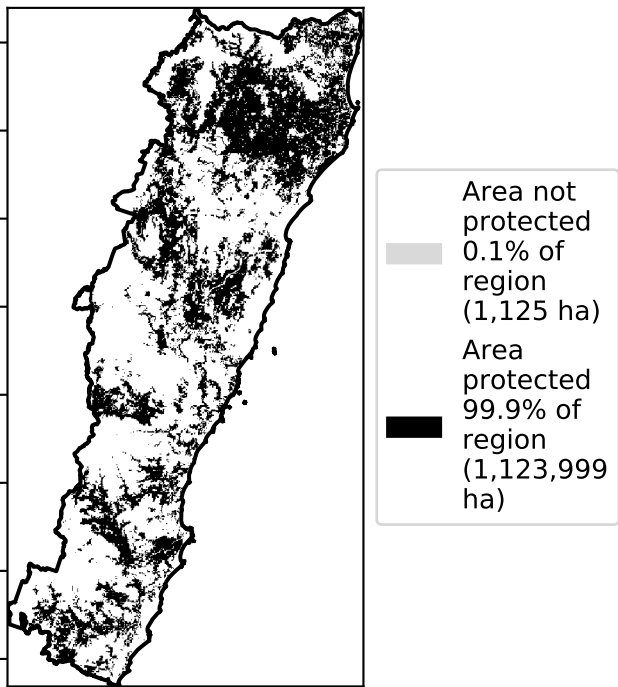 Area not
protected
0.1% of
region
(1,125 ha)
Area
protected
99.9% of
region
(1,123,999
ha)